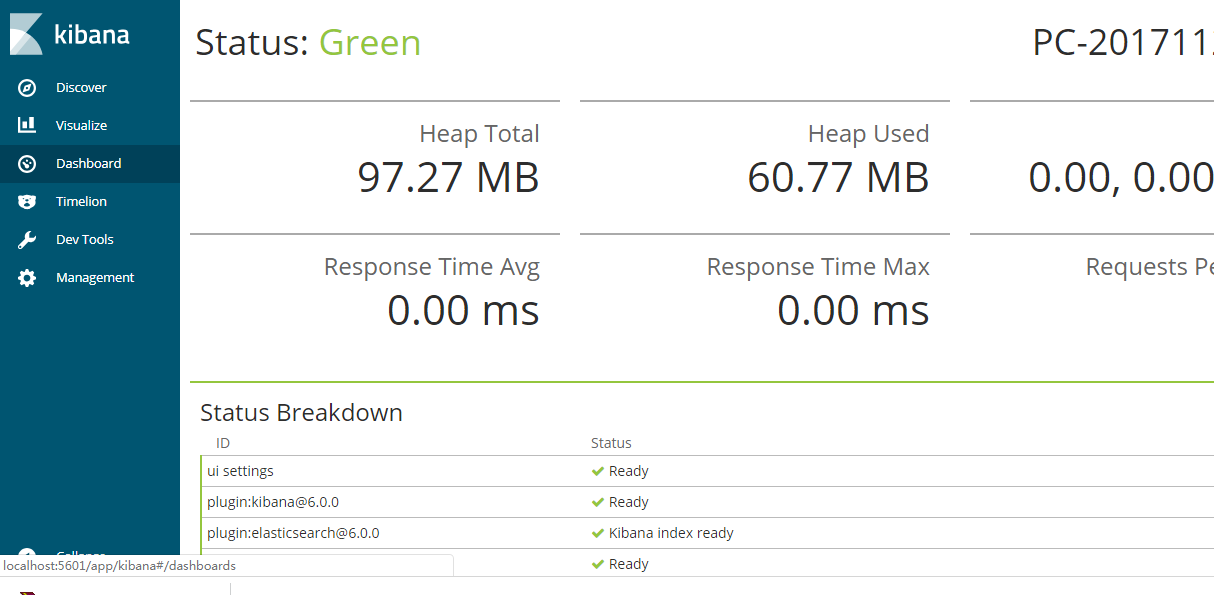 kibana
Discover
Visualize
Dashboard
Timelion
Dev Tools
Management
Status: Green
PC-201711
Heap Total
97.27 MB
Heap Used
60.77 MB
0.00, 0.00
Response Time Avg
0.00 ms
Response Time Max
0.00 ms
Requests Pe
Status Breakdown
ID Status
ui settings Ready
plugin:kibana@6.0.0 Ready
plugin:elasticsearch@6.0.0 Kibana index ready
Ready
Collapse
localhost:5601/app/kibana#/dashboards